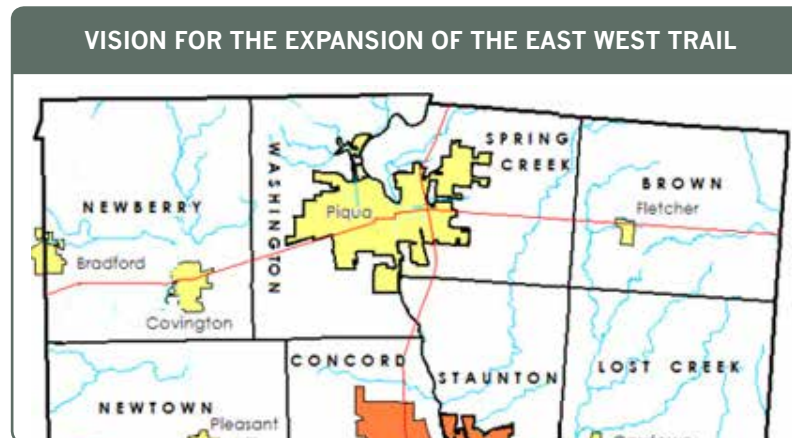 VISION FOR THE EXPANSION OF THE EAST WEST TRAIL
SPRING
CREEK
WASHINGTON
BROWN
Fletcher
NEWBERRY
Piqua
Bradford
Covington
CONCORD
STAUNTON
LOST CREEK
NEWTOWN
Pleasant